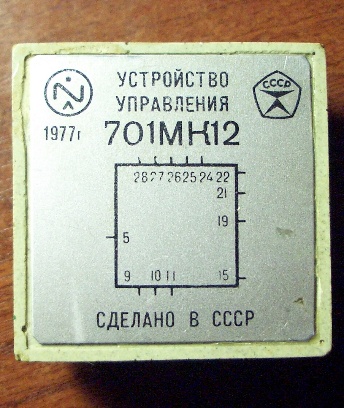 УСТРОЙСТВО
УПРАВЛЕНИЯ
СССР
1977г
701МК12
28 27 26 25 24 22
21
19
5
9 10 11 15
СДЕЛАНО В СССР